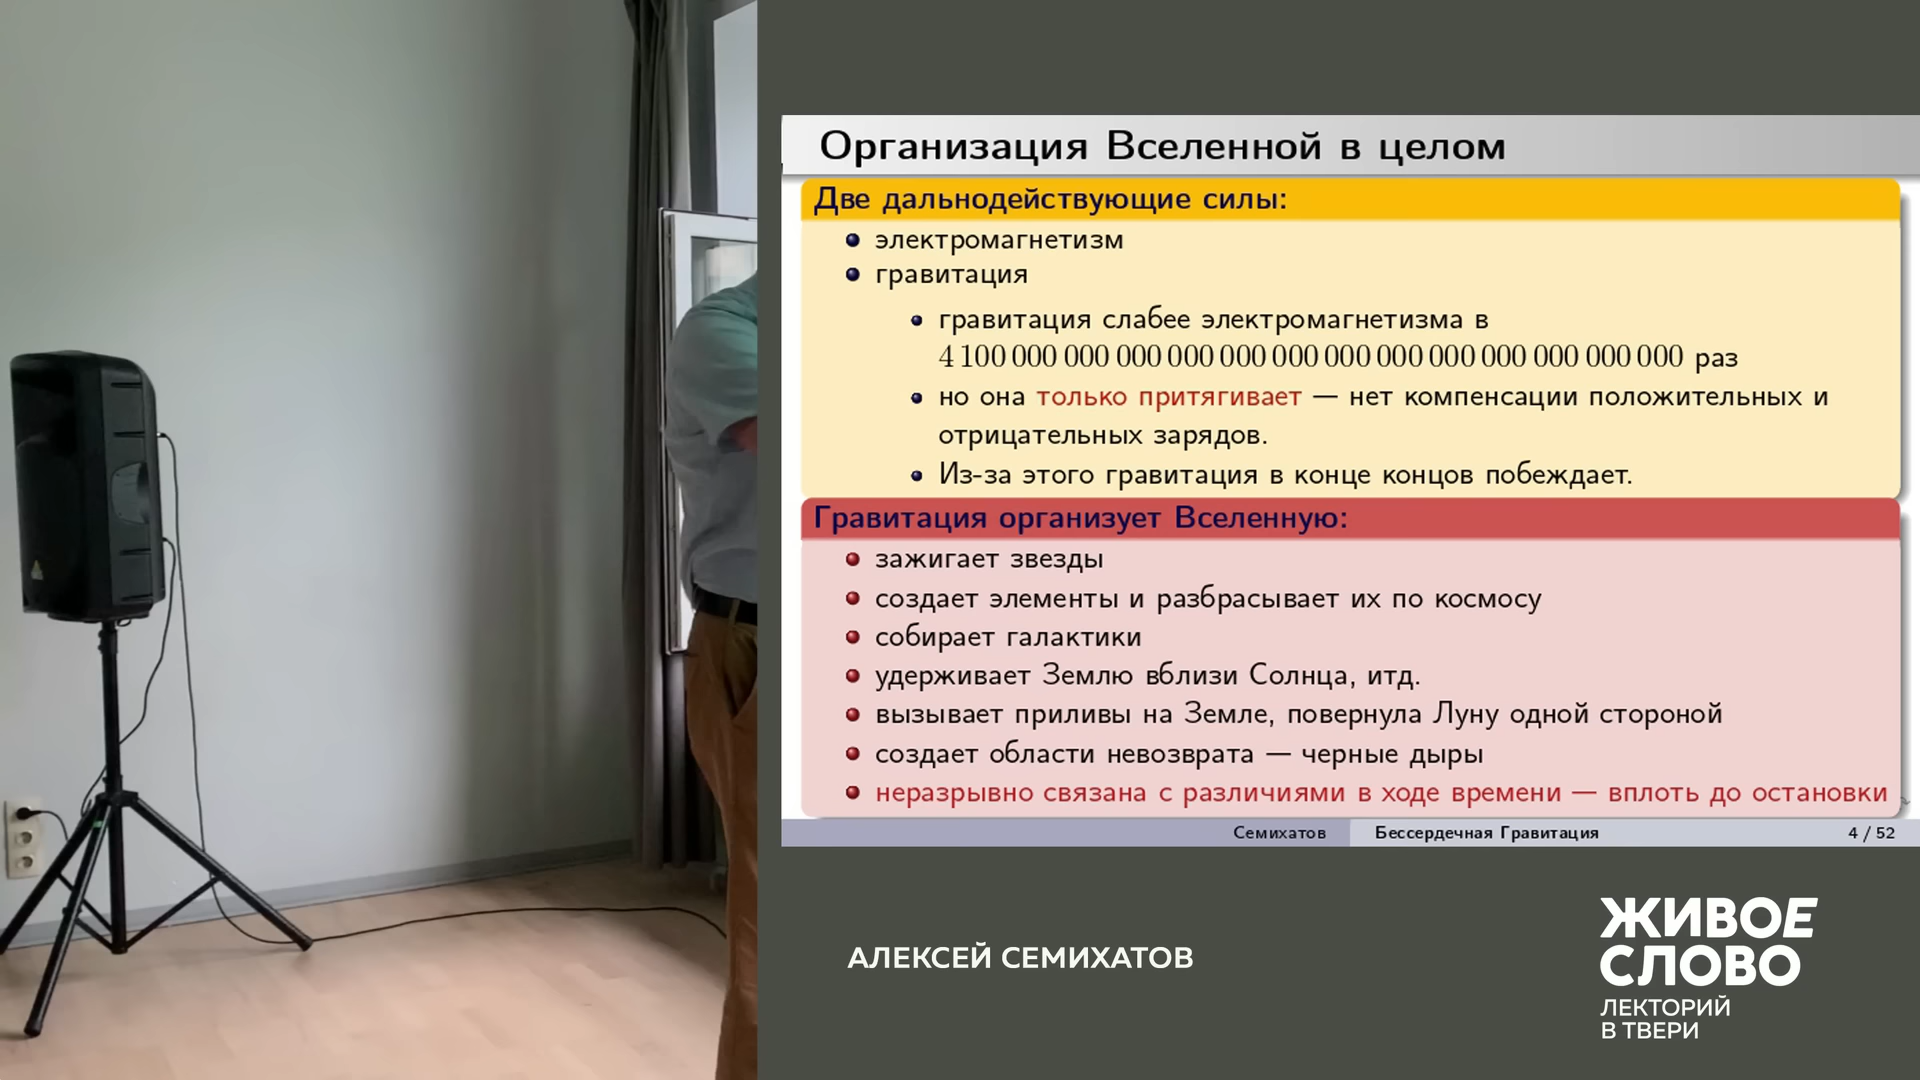 Организация Вселенной в целом
Две дальнодействующие силы:
электромагнетизм
гравитация
гравитация слабее электромагнетизма в
4 100 000 000 000 000 000 000 000 000 000 000 000 000 000 раз
но она только притягивает — нет компенсации положительных и
отрицательных зарядов.
Из-за этого гравитация в конце концов побеждает.
Гравитация организует Вселенную:
зажигает звезды
создает элементы и разбрасывает их по космосу
собирает галактики
удерживает Землю вблизи Солнца, итд.
вызывает приливы на Земле, повернула Луну одной стороной
создает области невозврата — черные дыры
неразрывно связана с различиями в ходе времени — вплоть до остановки
Семихатов Бессердечная Гравитация 4 / 52
АЛЕКСЕЙ СЕМИХАТОВ
ЖИВОЕ
СЛОВО
ЛЕКТОРИЙ
В ТВЕРИ